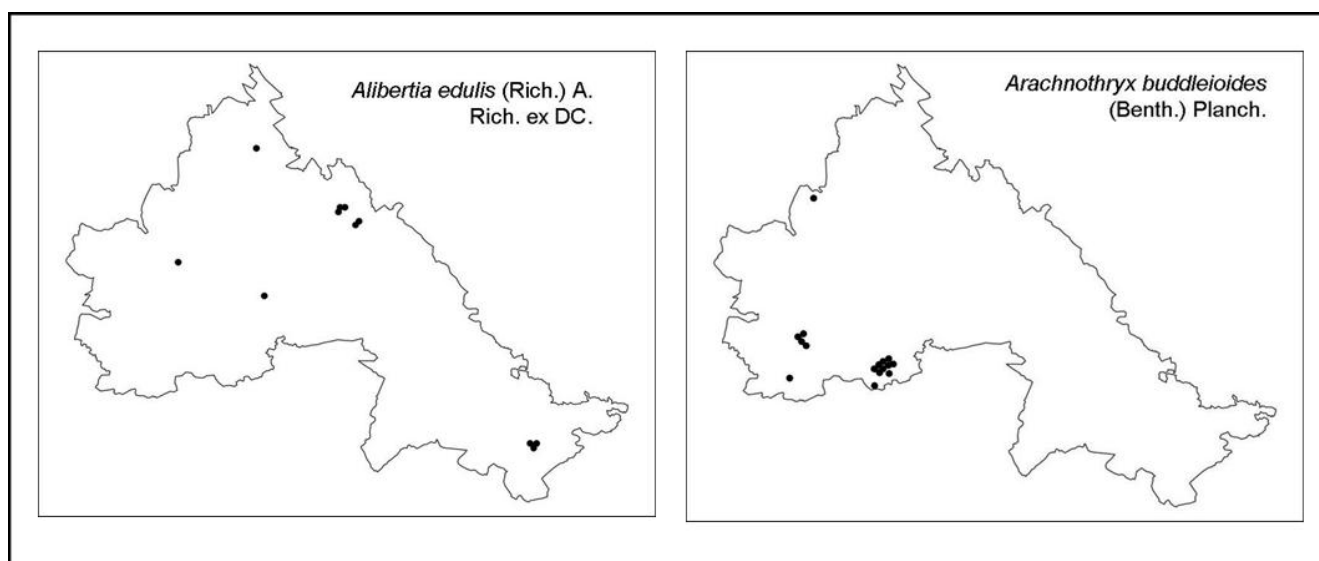 Alibertia edulis (Rich.) A.
Rich. ex DC.
Arachnothryx buddleioides
(Benth.) Planch.